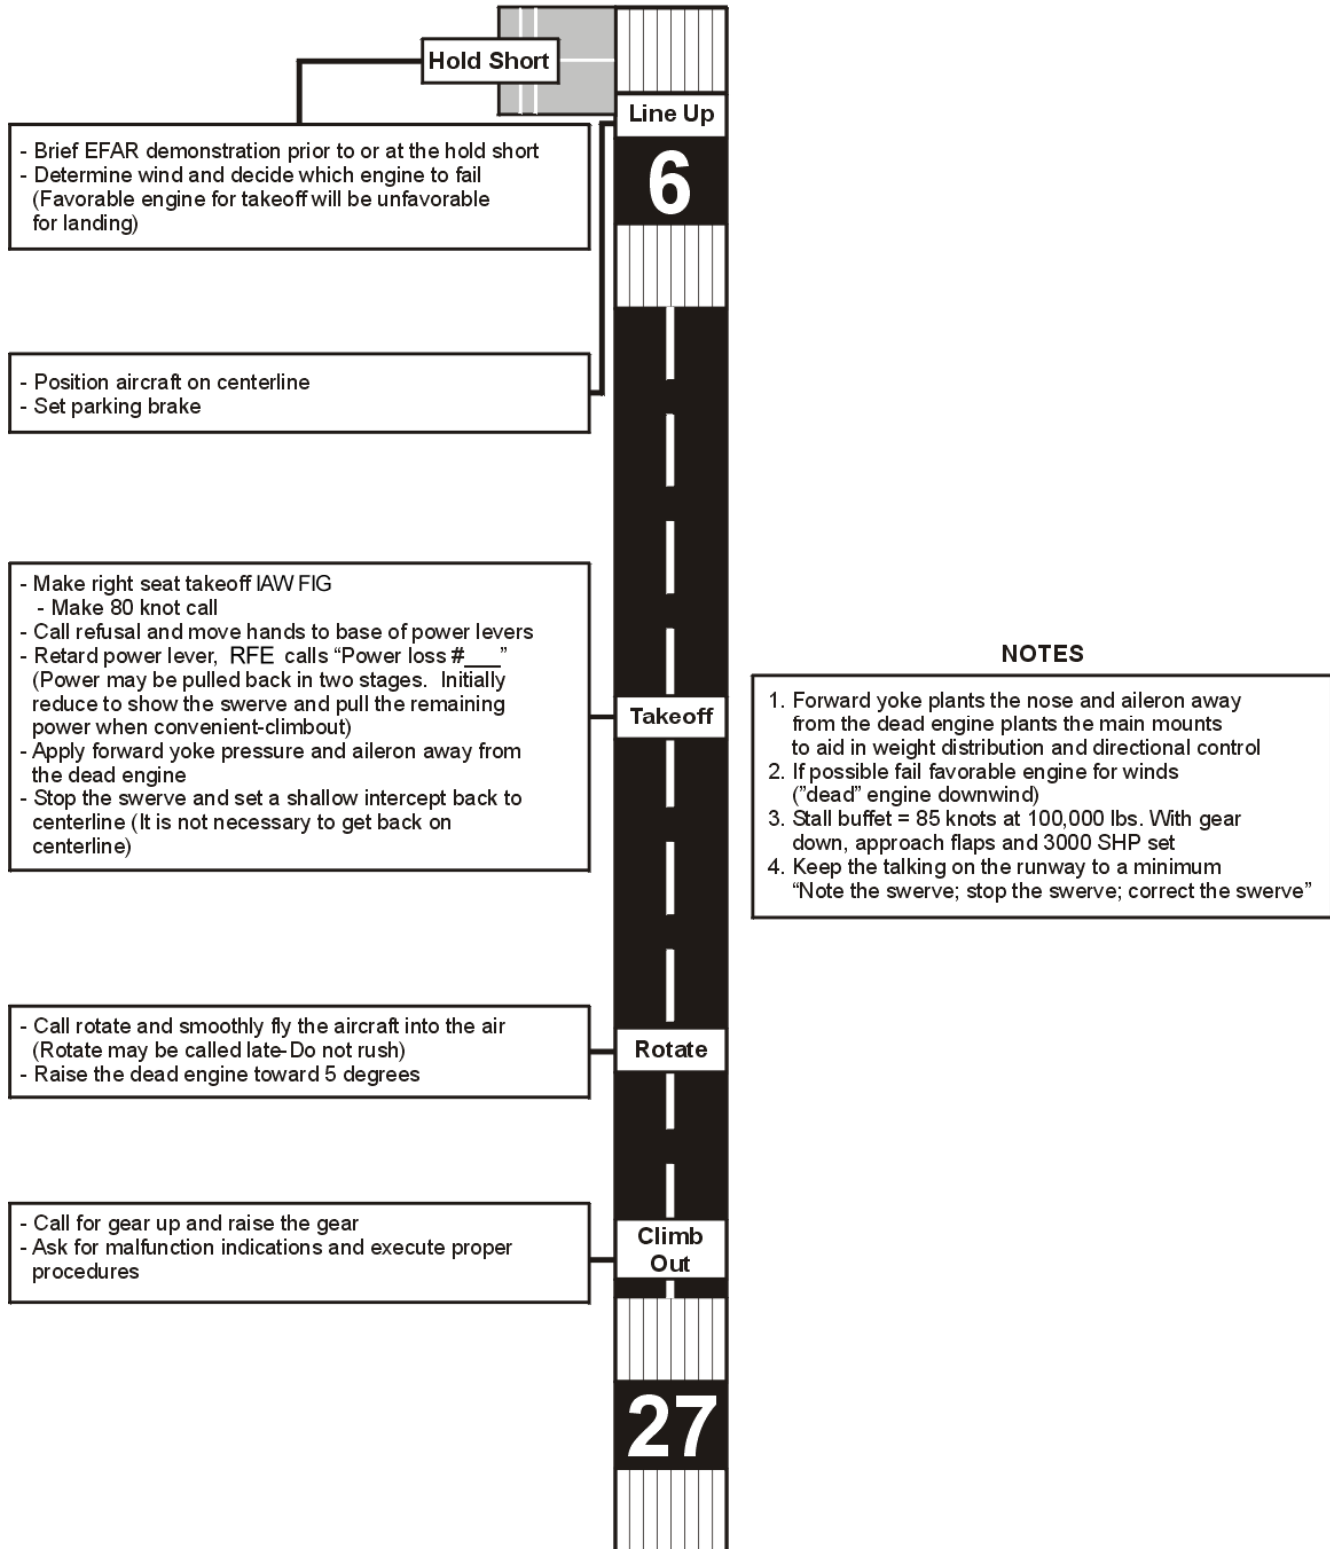 Hold Short
- Brief EFAR demonstration prior to or at the hold short
- Determine wind and decide which engine to fail
(Favorable engine for takeoff will be unfavorable
for landing)
Line Up
6
- Position aircraft on centerline
- Set parking brake
- Make right seat takeoff IAW FIG
- Make 80 knot call
- Call refusal and move hands to base of power levers
- Retard power lever, RFE calls “Power loss #___”
(Power may be pulled back in two stages. Initially
reduce to show the swerve and pull the remaining
power when convenient-climbout)
- Apply forward yoke pressure and aileron away from
the dead engine
- Stop the swerve and set a shallow intercept back to
centerline (It is not necessary to get back on
centerline)
Takeoff
NOTES
1. Forward yoke plants the nose and aileron away
from the dead engine plants the main mounts
to aid in weight distribution and directional control
2. If possible fail favorable engine for winds
(”dead” engine downwind)
3. Stall buffet = 85 knots at 100,000 lbs. With gear
down, approach flaps and 3000 SHP set
4. Keep the talking on the runway to a minimum
“Note the swerve; stop the swerve; correct the swerve”
- Call rotate and smoothly fly the aircraft into the air
(Rotate may be called late-Do not rush)
- Raise the dead engine toward 5 degrees
Rotate
- Call for gear up and raise the gear
- Ask for malfunction indications and execute proper
procedures
Climb
Out
27